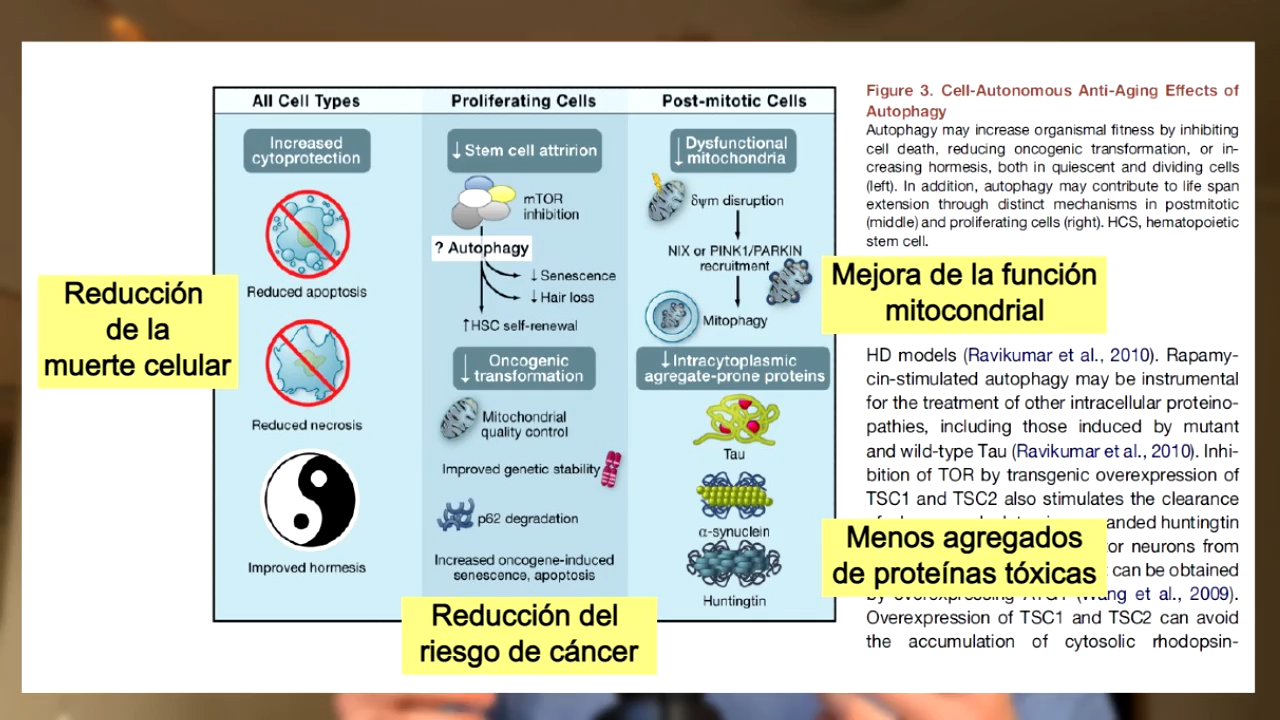 All Cell Types
Increased
cytoprotection
Reduced apoptosis
Reduced necrosis
Improved hormesis
Proliferating Cells
↓ Stem cell attririon
mTOR
inhibition
? Autophagy
↓ Senescence
↓ Hair loss
↑HSC self-renewal
↓ Oncogenic
transformation
Mitochondrial
quality control
Improved genetic stability
p62 degradation
Increased oncogene-induced
senescence, apoptosis
Post-mitotic Cells
↓ Dysfunctional
mitochondria
δψm disruption
NIX or PINK1/PARKIN
recruitment
Mitophagy
↓ Intracytoplasmic
agregate-prone proteins
Tau
α-synuclein
Huntingtin
Reducción
de la
muerte celular
Reducción del
riesgo de cáncer
Figure 3. Cell-Autonomous Anti-Aging Effects of
Autophagy
Autophagy may increase organismal fitness by inhibiting
cell death, reducing oncogenic transformation, or in-
creasing hormesis, both in quiescent and dividing cells
(left). In addition, autophagy may contribute to life span
extension through distinct mechanisms in postmitotic
(middle) and proliferating cells (right). HCS, hematopoietic
stem cell.
Mejora de la función
mitocondrial
HD models (Ravikumar et al., 2010). Rapamy-
cin-stimulated autophagy may be instrumental
for the treatment of other intracellular proteino-
pathies, including those induced by mutant
and wild-type Tau (Ravikumar et al., 2010). Inhi-
bition of TOR by transgenic overexpression of
TSC1 and TSC2 also stimulates the clearance
huntingtin
Menos agregados
de proteínas tóxicas
neurons from
can be obtained
et al., 2009).
Overexpression of TSC1 and TSC2 can avoid
the accumulation of cytosolic rhodopsin-